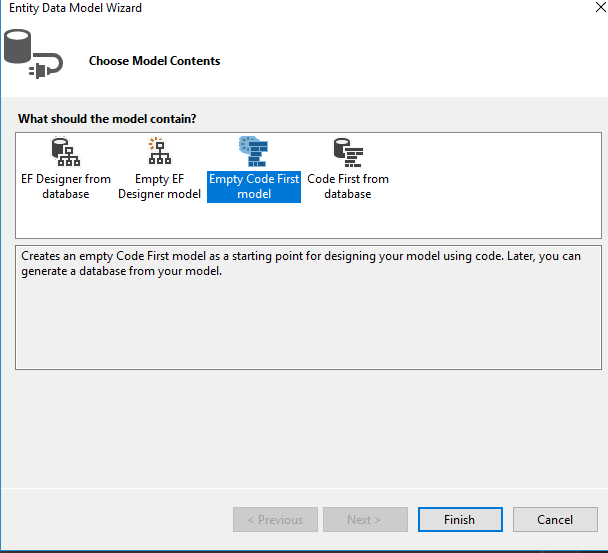 Entity Data Model Wizard
Choose Model Contents
What should the model contain?
EF Designer from
database
Empty EF
Designer model
Empty Code First
model
Code First from
database
Creates an empty Code First model as a starting point for designing your model using code. Later, you can
generate a database from your model.
< Previous
Next >
Finish
Cancel